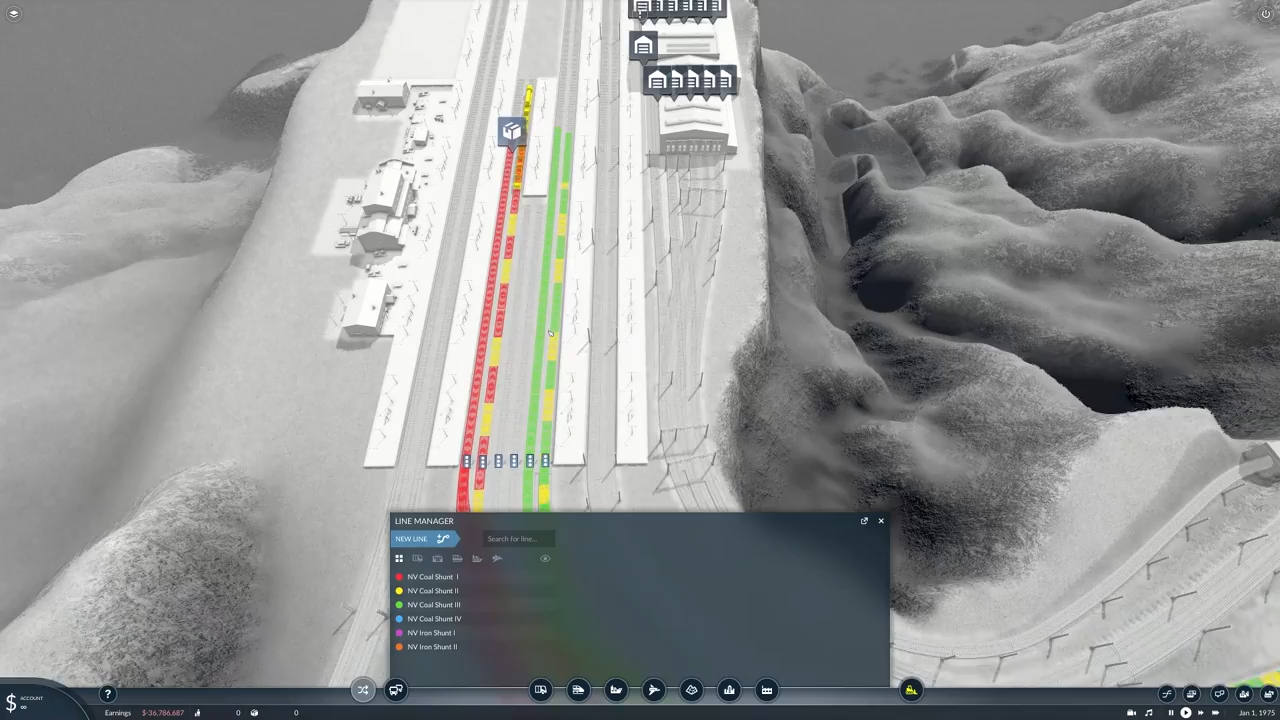 LINE MANAGER
NEW LINE
Search for line...
NV Coal Shunt I
NV Coal Shunt II
NV Coal Shunt III
NV Coal Shunt IV
NV Iron Shunt I
NV Iron Shunt II
$ ACCOUNT
∞
?
Earnings $-36,786,687 0 0
Jan 1, 1975